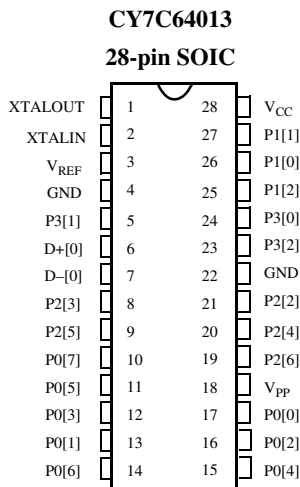 CY7C64013
28-pin SOIC
XTALOUT 1 28 VCC
XTALIN 2 27 P1[1]
VREF 3 26 P1[0]
GND 4 25 P1[2]
P3[1] 5 24 P3[0]
D+[0] 6 23 P3[2]
D–[0] 7 22 GND
P2[3] 8 21 P2[2]
P2[5] 9 20 P2[4]
P0[7] 10 19 P2[6]
P0[5] 11 18 VPP
P0[3] 12 17 P0[0]
P0[1] 13 16 P0[2]
P0[6] 14 15 P0[4]